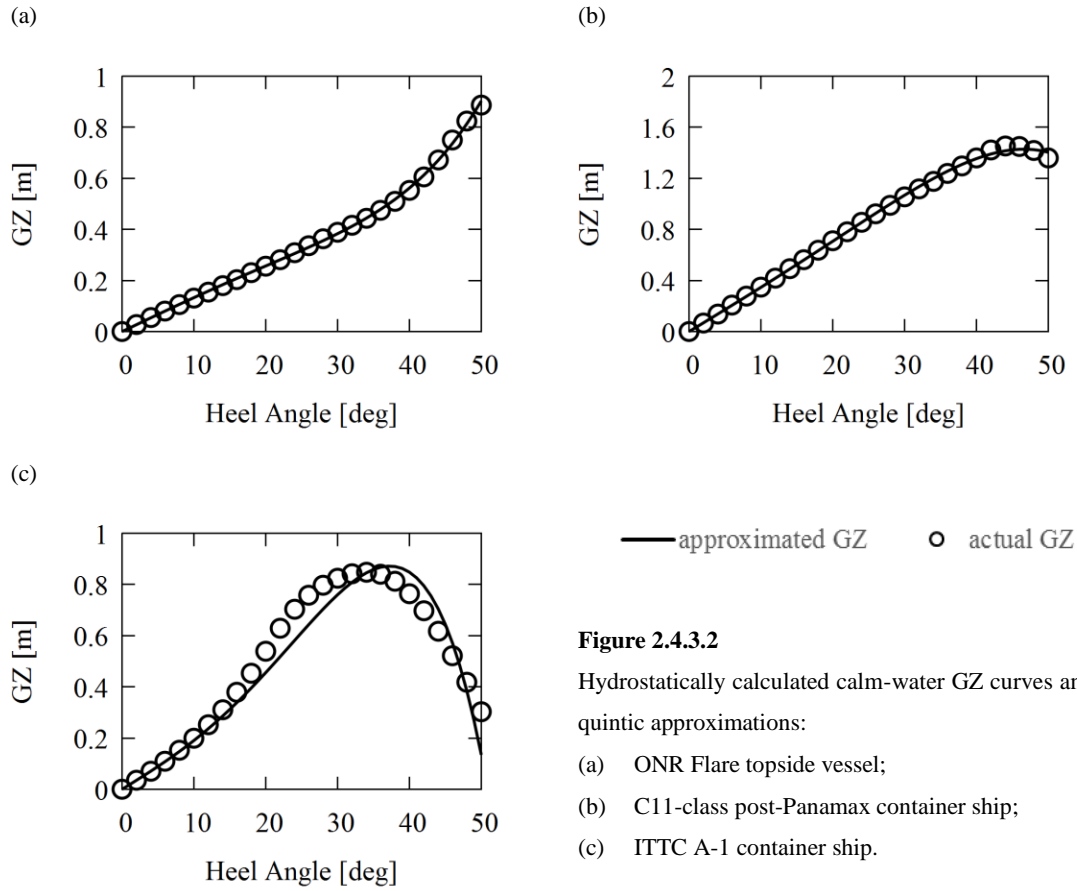 (a)
1
0.8
0.6
0.4
0.2
0
GZ [m]
0 10 20 30 40 50
Heel Angle [deg]
(b)
2
1.6
1.2
0.8
0.4
0
GZ [m]
0 10 20 30 40 50
Heel Angle [deg]
(c)
1
0.8
0.6
0.4
0.2
0
GZ [m]
0 10 20 30 40 50
Heel Angle [deg]
approximated GZ actual GZ
Figure 2.4.3.2
Hydrostatically calculated calm-water GZ curves
quintic approximations:
(a) ONR Flare topside vessel;
(b) C11-class post-Panamax container ship;
(c) ITTC A-1 container ship.